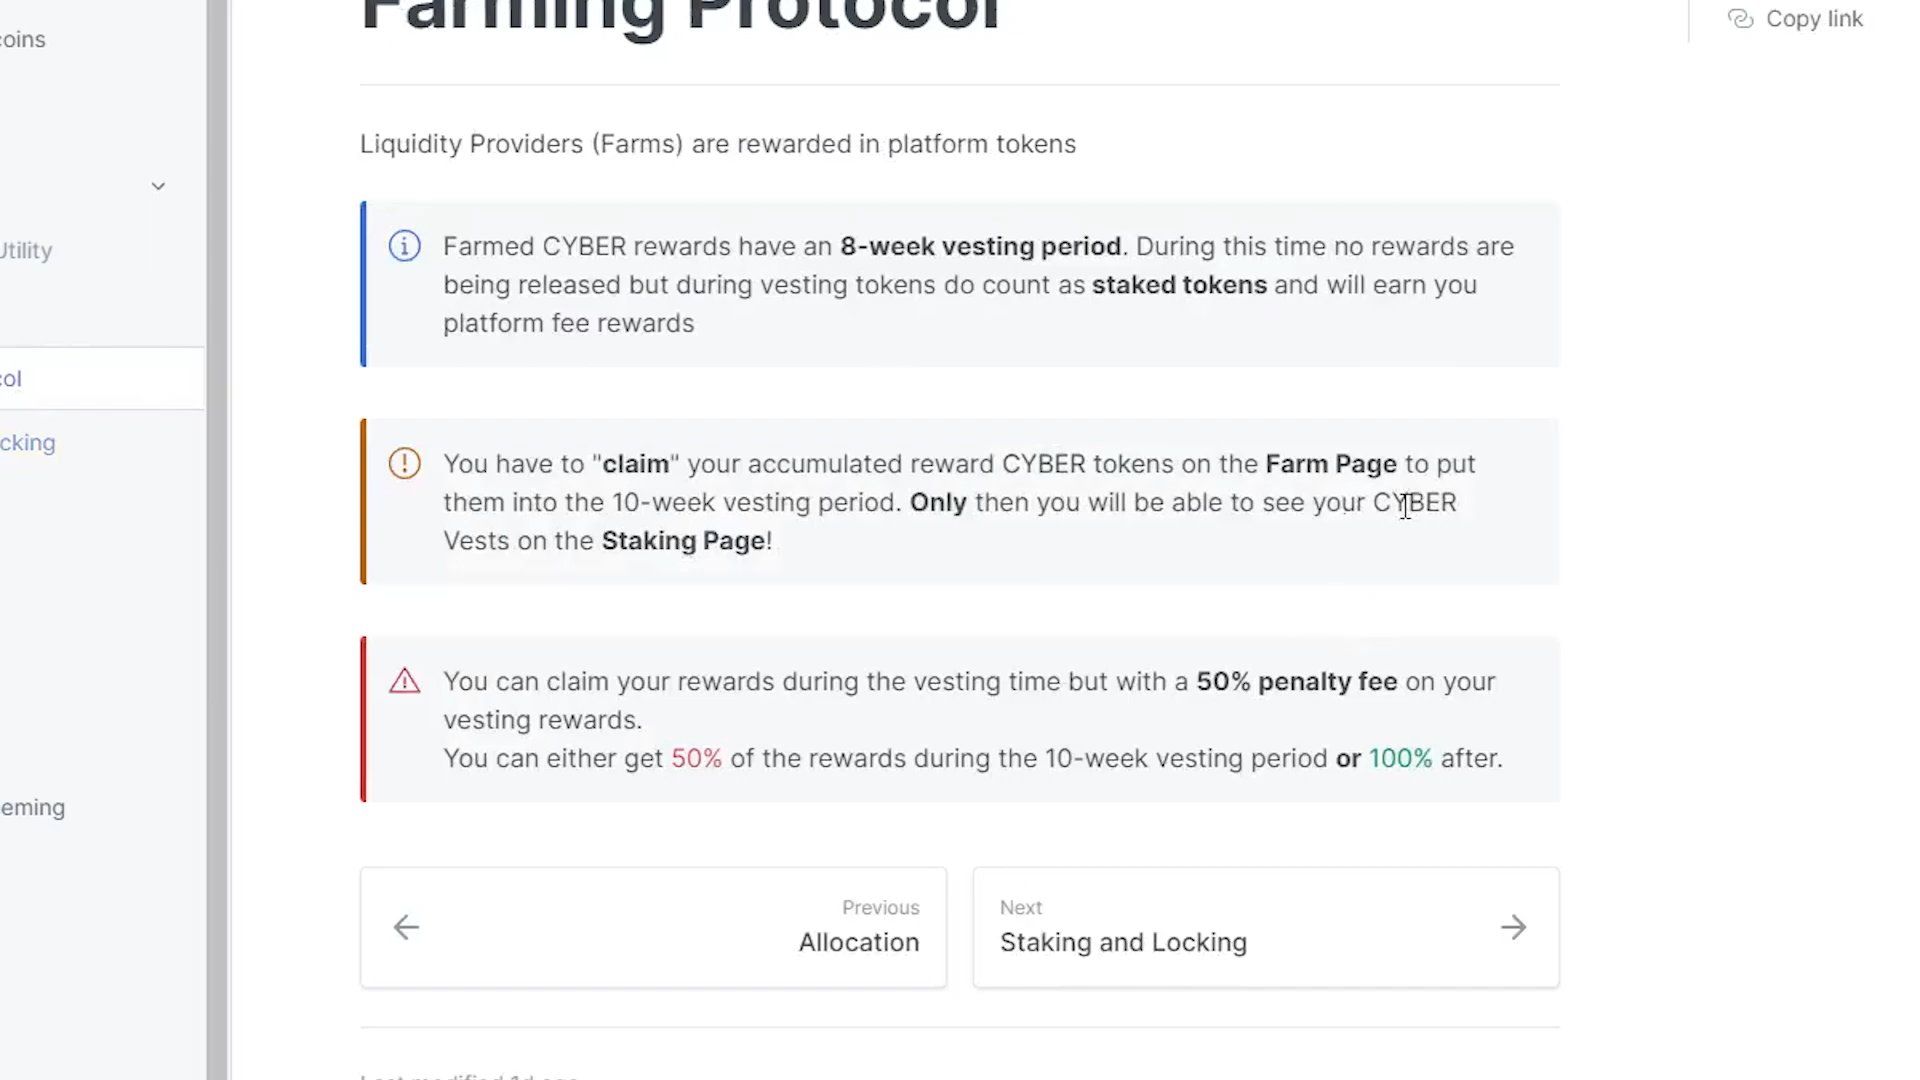 Farming Protocol
Copy link
coins
Utility
col
cking
eming
Liquidity Providers (Farms) are rewarded in platform tokens
Farmed CYBER rewards have an 8-week vesting period. During this time no rewards are
being released but during vesting tokens do count as staked tokens and will earn you
platform fee rewards
You have to "claim" your accumulated reward CYBER tokens on the Farm Page to put
them into the 10-week vesting period. Only then you will be able to see your CYBER
Vests on the Staking Page!
You can claim your rewards during the vesting time but with a 50% penalty fee on your
vesting rewards.
You can either get 50% of the rewards during the 10-week vesting period or 100% after.
Previous
Allocation
Next
Staking and Locking
Last modified 1d ago